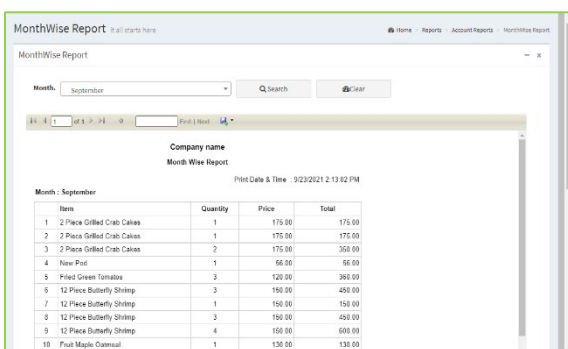 MonthWise Report It all starts here
Home > Reports > Account Reports > MonthWise Report
MonthWise Report
Month. September Search Clear
1 of 1 Find | Next
Company name
Month Wise Report
Print Date & Time : 9/23/2021 2:13:02 PM
Month : September
Item Quantity Price Total
1 2 Piece Grilled Crab Cakes 1 175.00 175.00
2 2 Piece Grilled Crab Cakes 1 175.00 175.00
3 2 Piece Grilled Crab Cakes 2 175.00 350.00
4 New Pod 1 56.00 56.00
5 Fried Green Tomatos 3 120.00 360.00
6 12 Piece Butterfly Shrimp 3 150.00 450.00
7 12 Piece Butterfly Shrimp 1 150.00 150.00
8 12 Piece Butterfly Shrimp 3 150.00 450.00
9 12 Piece Butterfly Shrimp 4 150.00 600.00
10 Fruit Maple Oatmeal 1 130.00 130.00